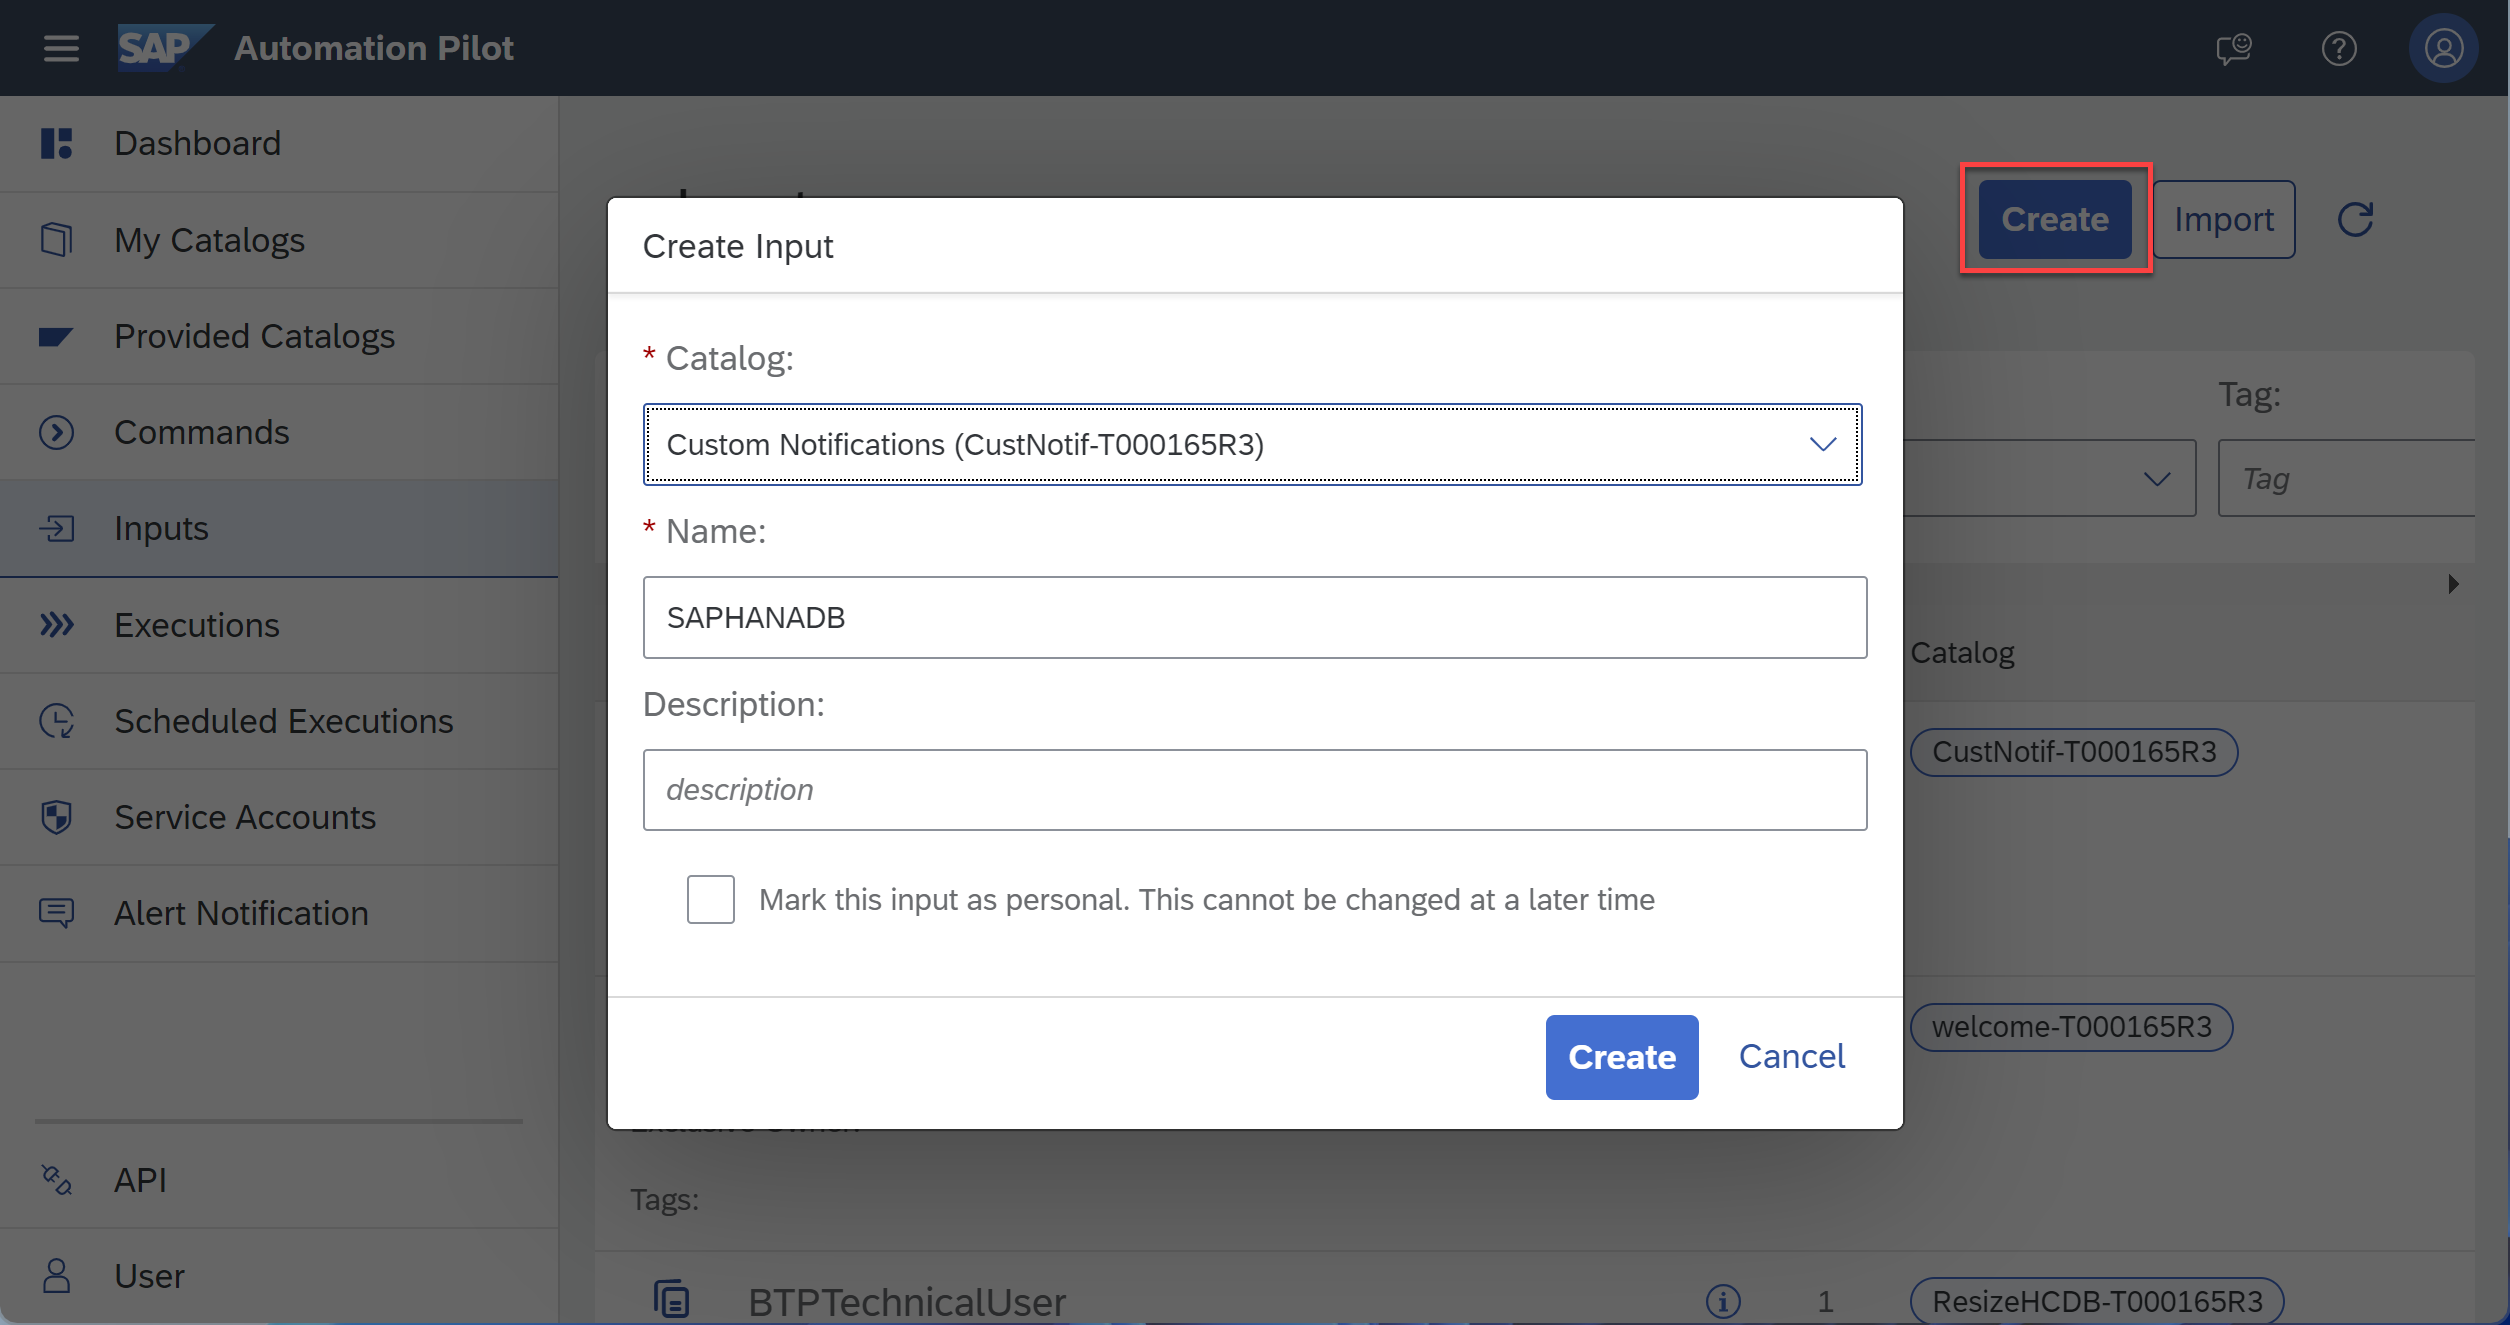 SAP Automation Pilot
Dashboard
My Catalogs
Provided Catalogs
Commands
Inputs
Executions
Scheduled Executions
Service Accounts
Alert Notification
API
User
Create Import
Tag:
Tag
Catalog
CustNotif-T000165R3
welcome-T000165R3
Create Input
* Catalog:
Custom Notifications (CustNotif-T000165R3)
* Name:
SAPHANADB
Description:
description
Mark this input as personal. This cannot be changed at a later time
Create Cancel
Tags:
BTPTechnicalUser 1 ResizeHCDB-T000165R3